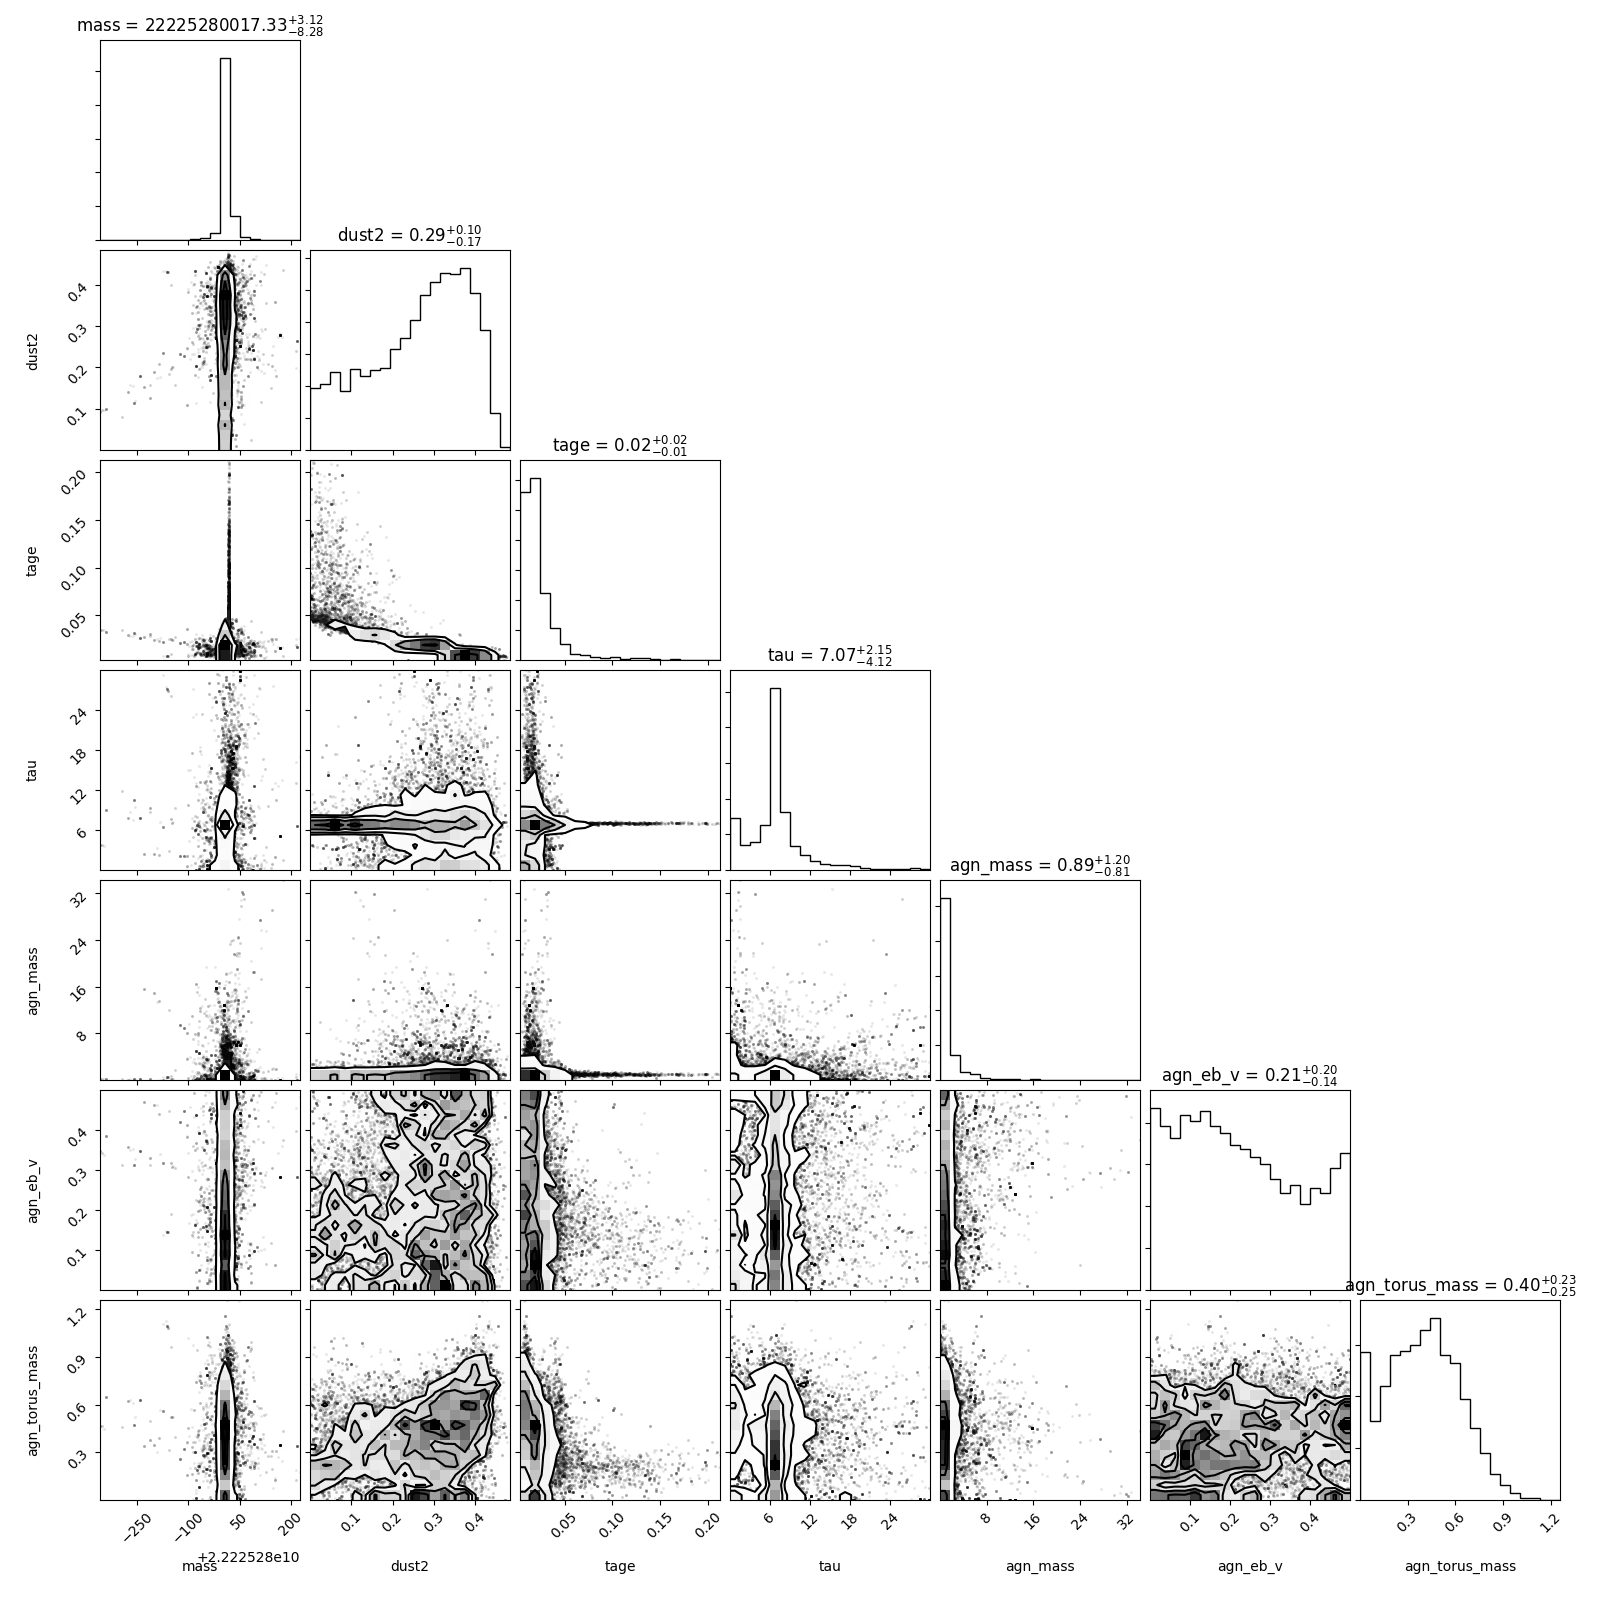 mass = 22225280017.33+3.12−8.28
dust2 = 0.29+0.10−0.17
0.4
0.3
0.2
0.1
dust2
tage = 0.02+0.02−0.01
0.20
0.15
0.10
0.05
tage
tau = 7.07+2.15−4.12
24
18
12
6
tau
agn_mass = 0.89+1.20−0.81
32
24
16
8
agn_mass
agn_eb_v = 0.21+0.20−0.14
0.4
0.3
0.2
0.1
agn_eb_v
agn_torus_mass = 0.40+0.23−0.25
1.2
0.9
0.6
0.3
agn_torus_mass
−250 −100 50 200 0.1 0.2 0.3 0.4 0.05 0.10 0.15 0.20 6 12 18 24 8 16 24 32 0.1 0.2 0.3 0.4 0.3 0.6 0.9 1.2
+2.222528e10
mass dust2 tage tau agn_mass agn_eb_v agn_torus_mass